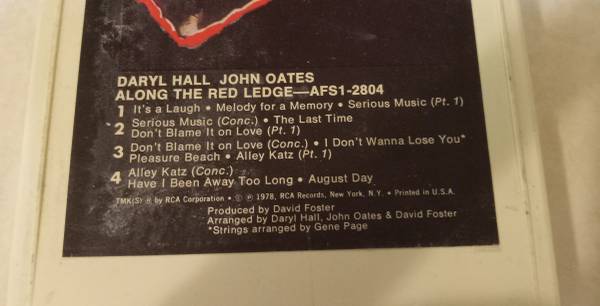 DARYL HALL JOHN OATES
ALONG THE RED LEDGE—AFS1-2804
1 It's a Laugh • Melody for a Memory • Serious Music (Pt. 1)
2 Serious Music (Conc.) • The Last Time
Don't Blame It on Love (Pt. 1)
3 Don't Blame It on Love (Conc.) • I Don't Wanna Lose You*
Pleasure Beach • Alley Katz (Pt. 1)
4 Alley Katz (Conc.)
Have I Been Away Too Long • August Day
TMK(S) ® by RCA Corporation • © ℗ 1978, RCA Records, New York, N.Y. • Printed in U.S.A.
Produced by David Foster
Arranged by Daryl Hall, John Oates & David Foster
*Strings arranged by Gene Page